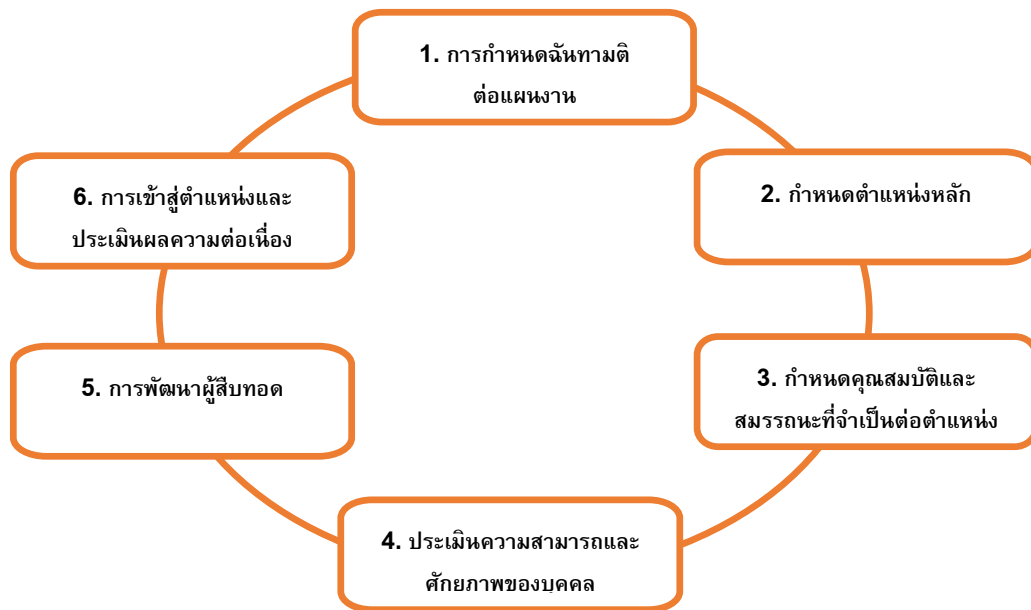 1. การกำหนดฉันทามติ
ต่อแผนงาน
2. กำหนดตำแหน่งหลัก
3. กำหนดคุณสมบัติและ
สมรรถนะที่จำเป็นต่อตำแหน่ง
4. ประเมินความสามารถและ
ศักยภาพของบุคคล
5. การพัฒนาผู้สืบทอด
6. การเข้าสู่ตำแหน่งและ
ประเมินผลความต่อเนื่อง